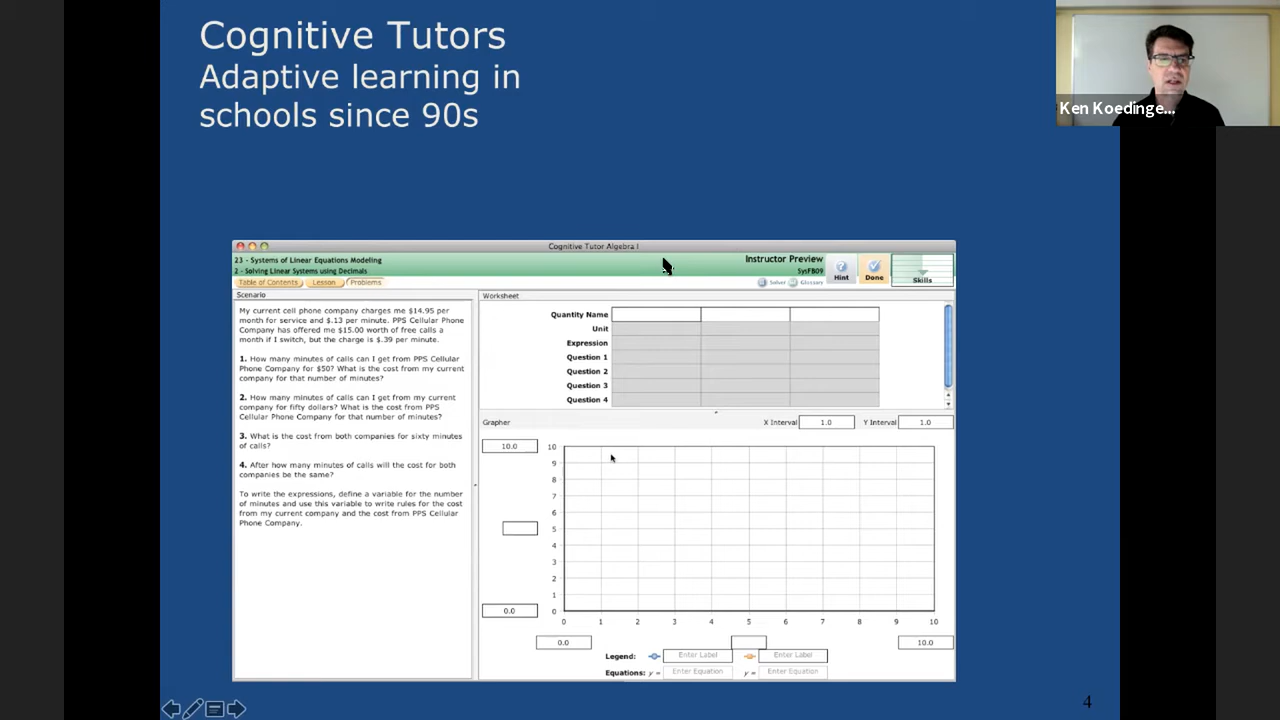 Cognitive Tutors
Adaptive learning in
schools since 90s
Ken Koedinge...
Cognitive Tutor Algebra I
23 - Systems of Linear Equations Modeling
2 - Solving Linear Systems using Decimals
Instructor Preview
SysFB09
Solver
Glossary
Hint
Done
Skills
Table of Contents
Lesson
Problems
Scenario
My current cell phone company charges me $14.95 per
month for service and $.13 per minute. PPS Cellular Phone
Company has offered me $15.00 worth of free calls a
month if I switch, but the charge is $.39 per minute.
1. How many minutes of calls can I get from PPS Cellular
Phone Company for $50? What is the cost from my current
company for that number of minutes?
2. How many minutes of calls can I get from my current
company for fifty dollars? What is the cost from PPS
Cellular Phone Company for that number of minutes?
3. What is the cost from both companies for sixty minutes
of calls?
4. After how many minutes of calls will the cost for both
companies be the same?
To write the expressions, define a variable for the number
of minutes and use this variable to write rules for the cost
from my current company and the cost from PPS Cellular
Phone Company.
Worksheet
Quantity Name
Unit
Expression
Question 1
Question 2
Question 3
Question 4
Grapher
X Interval 1.0 Y Interval 1.0
10.0
0.0
10
9
8
7
6
5
4
3
2
1
0
0 1 2 3 4 5 6 7 8 9 10
0.0 10.0
Legend: Enter Label Enter Label
Equations: y = Enter Equation y = Enter Equation
4